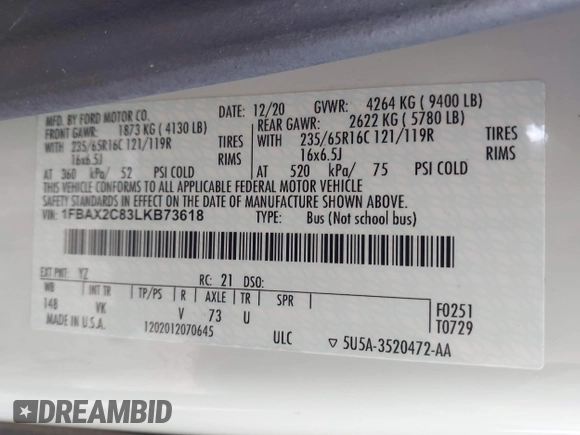 MFD. BY FORD MOTOR CO. DATE: 12/20 GVWR: 4264 KG ( 9400 LB)
FRONT GAWR: 1873 KG ( 4130 LB) REAR GAWR: 2622 KG ( 5780 LB)
WITH 235/65R16C 121/119R TIRES WITH 235/65R16C 121/119R TIRES
16x6.5J RIMS 16x6.5J RIMS
AT 360 kPa/ 52 PSI COLD AT 520 kPa/ 75 PSI COLD
THIS VEHICLE CONFORMS TO ALL APPLICABLE FEDERAL MOTOR VEHICLE
SAFETY STANDARDS IN EFFECT ON THE DATE OF MANUFACTURE SHOWN ABOVE.
VIN: 1FBAX2C83LKB73618 TYPE: Bus (Not school bus)
EXT PNT: YZ RC: 21 DSO:
WB INT TR TP/PS R AXLE TR SPR F0251
148 VK V 73 U T0729
MADE IN U.S.A. 1202012070645 ULC ▽ 5U5A-3520472-AA
DREAMBID